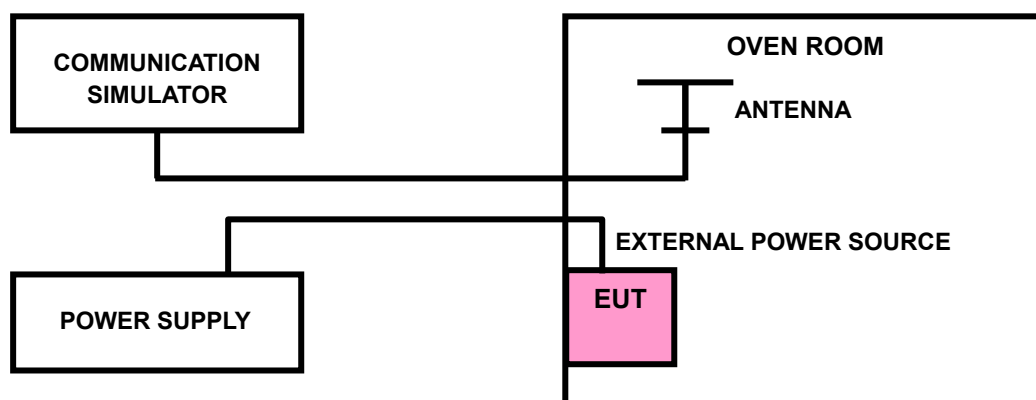 COMMUNICATION
SIMULATOR
OVEN ROOM
ANTENNA
EXTERNAL POWER SOURCE
EUT
POWER SUPPLY